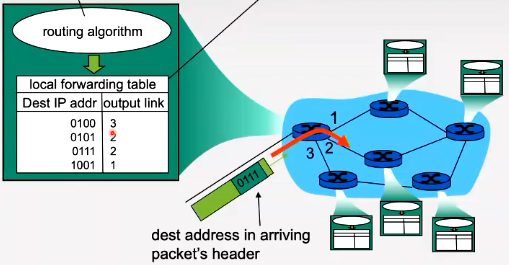 routing algorithm
local forwarding table
Dest IP addr output link
0100 3
0101 2
0111 2
1001 1
1
3 2
0111
dest address in arriving
packet's header